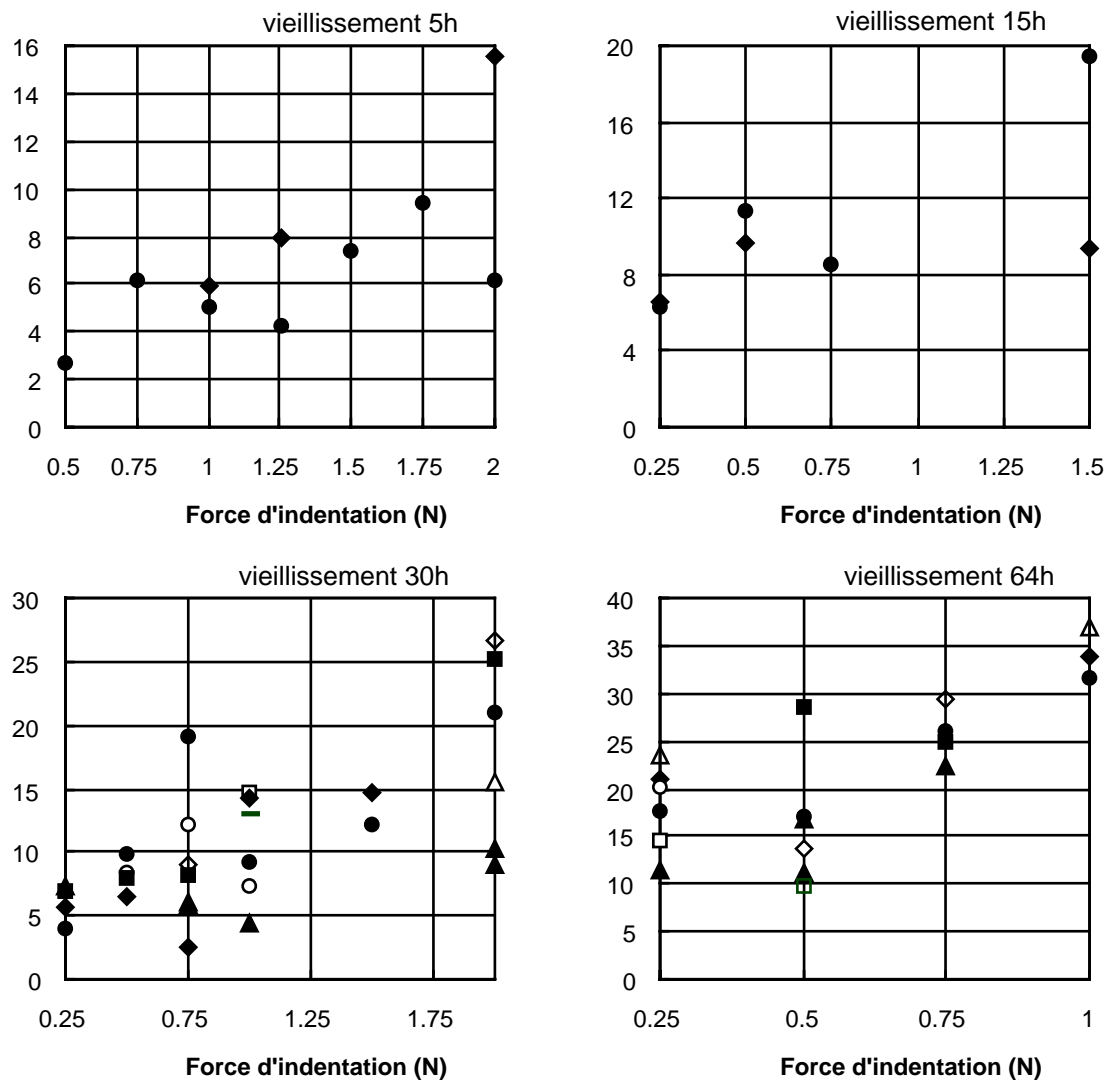 vieillissement 5h
16
14
12
10
8
6
4
2
0
0.5 0.75 1 1.25 1.5 1.75 2
Force d'indentation (N)
vieillissement 15h
20
16
12
8
4
0
0.25 0.5 0.75 1 1.25 1.5
Force d'indentation (N)
vieillissement 30h
30
25
20
15
10
5
0
0.25 0.75 1.25 1.75
Force d'indentation (N)
vieillissement 64h
40
35
30
25
20
15
10
5
0
0.25 0.5 0.75 1
Force d'indentation (N)